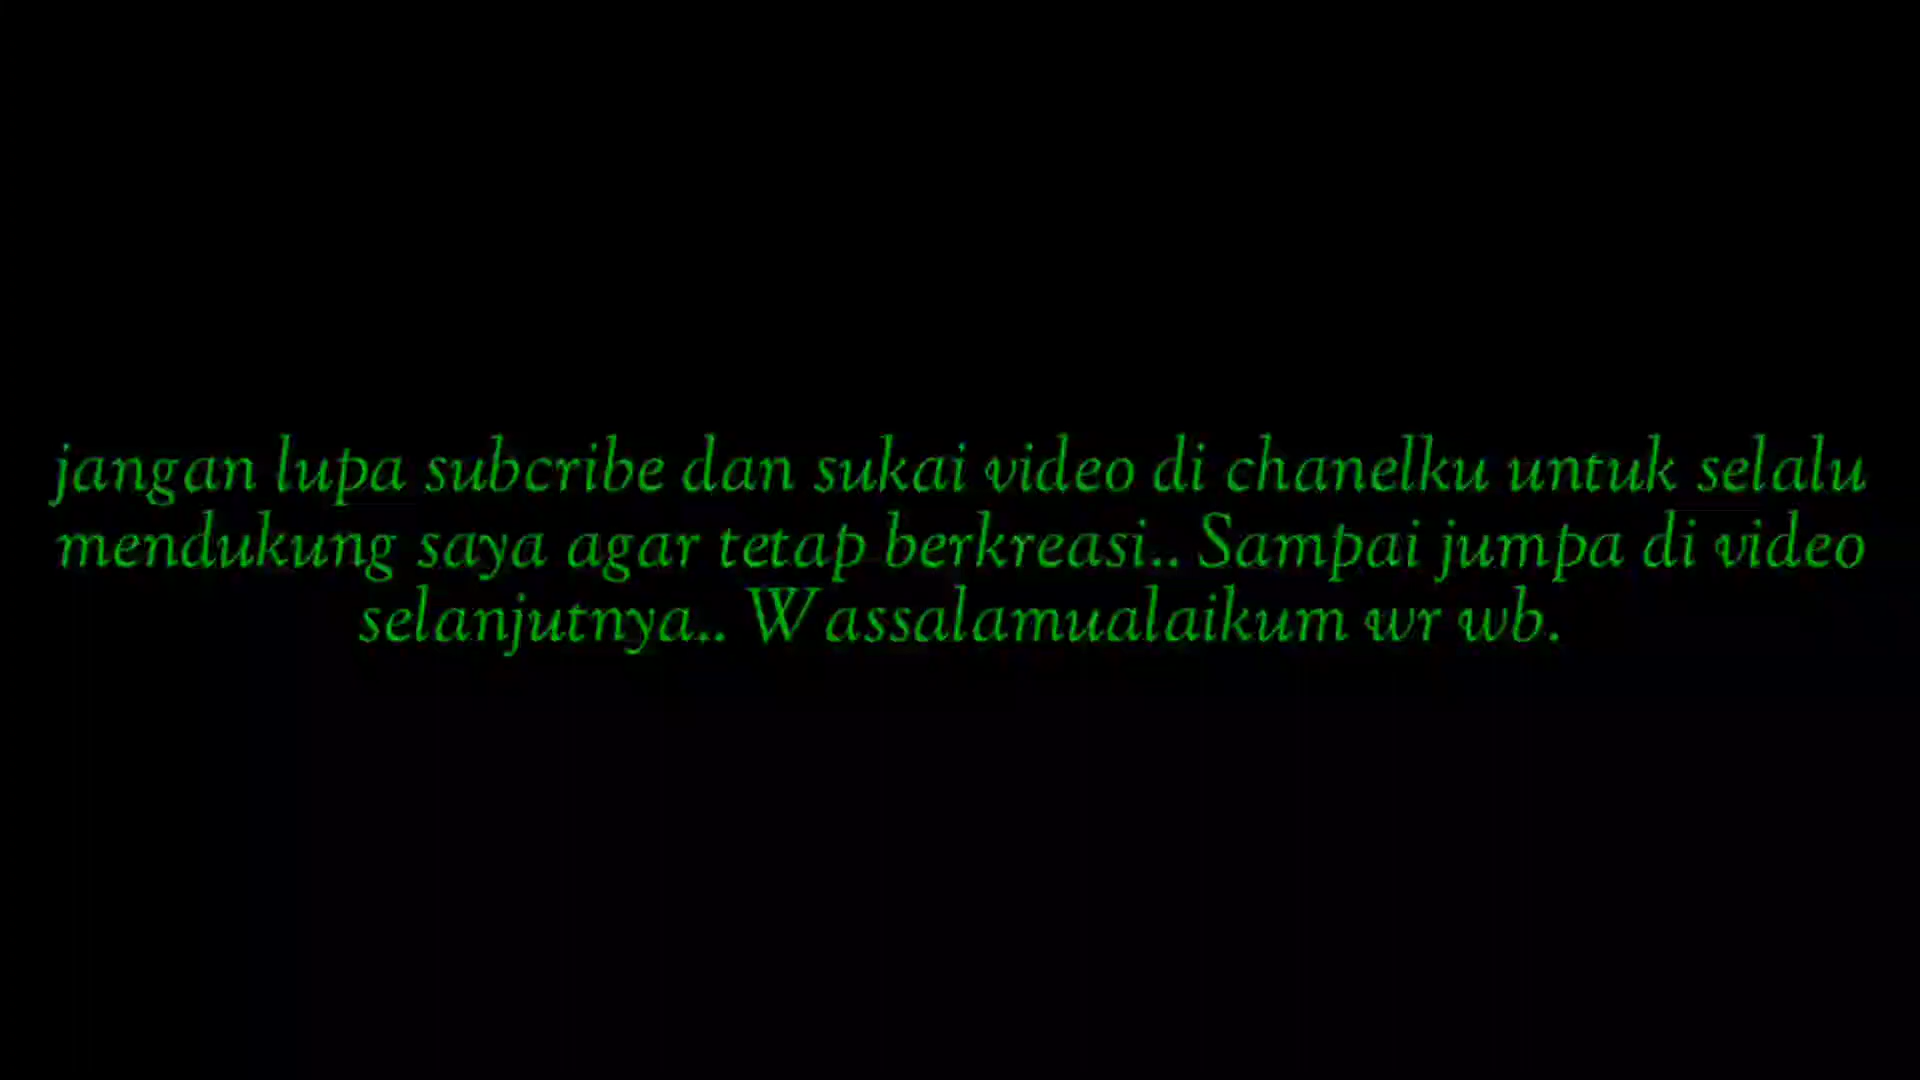 jangan lupa subcribe dan sukai video di chanelku untuk selalu
mendukung saya agar tetap berkreasi.. Sampai jumpa di video
selanjutnya.. Wassalamualaikum wr wb.